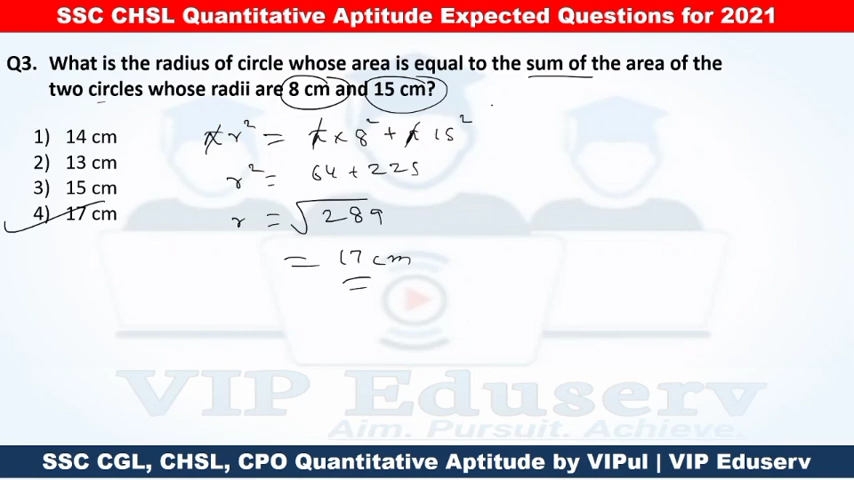 SSC CHSL Quantitative Aptitude Expected Questions for 2021
Q3. What is the radius of circle whose area is equal to the sum of the area of the
two circles whose radii are 8 cm and 15 cm?
1) 14 cm
2) 13 cm
3) 15 cm
4) 17 cm
πr² = π × 8² + π 15²
r² = 64 + 225
r = √289
= 17 cm
VIP Eduserv
Aim. Pursuit. Achieve.
SSC CGL, CHSL, CPO Quantitative Aptitude by VIPul | VIP Eduserv